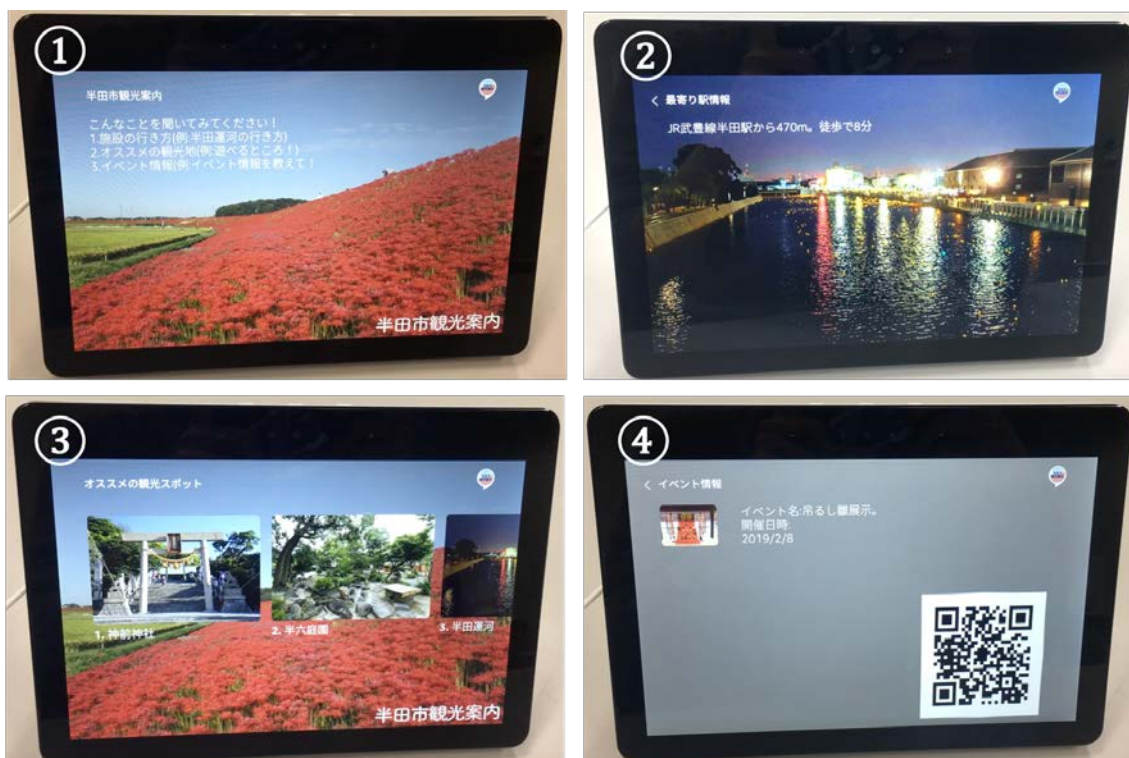 ①
半田市観光案内
こんなことを聞いてみてください！
1.施設の行き方(例:半田運河の行き方)
2.オススメの観光地(例:遊べるところ！)
3.イベント情報(例:イベント情報を教えて！
半田市観光案内
②
< 最寄り駅情報
JR武豊線半田駅から470m。徒歩で8分
③
オススメの観光スポット
1. 神前神社
2. 半六庭園
3. 半田運河
半田市観光案内
④
< イベント情報
イベント名:吊るし雛展示。
開催日時:
2019/2/8